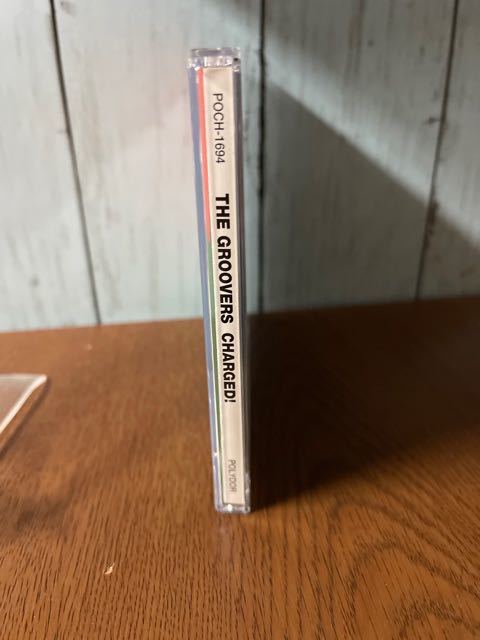 POCH-1694
THE GROOVERS CHARGED!
POLYDOR